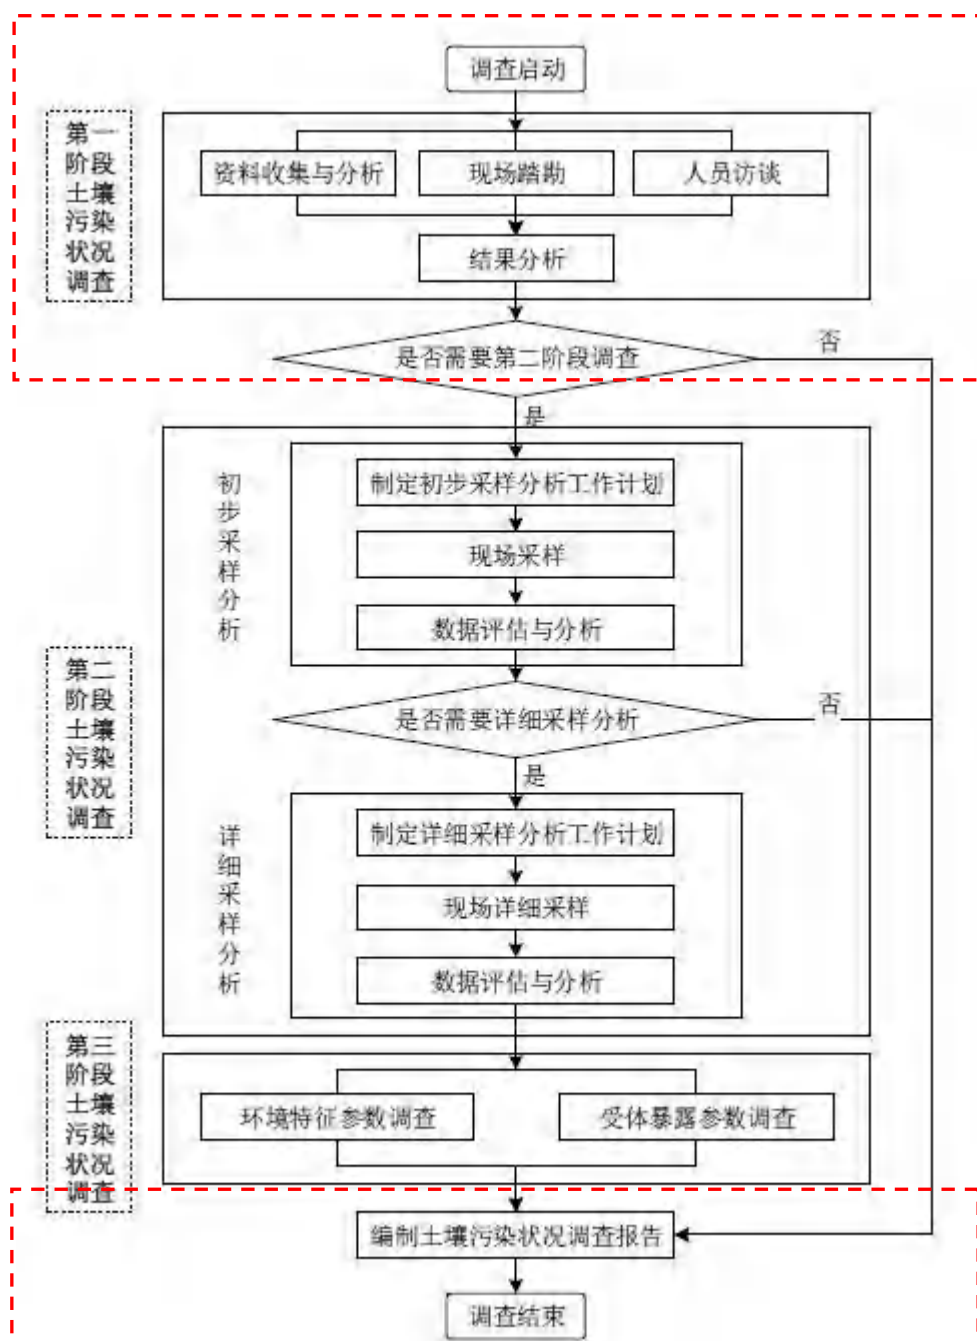 调查启动
第一
阶段
土壤
污染
状况
调查
资料收集与分析
现场踏勘
人员访谈
结果分析
是否需要第二阶段调查
否
是
初
步
采
样
分
析
制定初步采样分析工作计划
现场采样
数据评估与分析
第二
阶段
土壤
污染
状况
调查
是否需要详细采样分析
否
是
详
细
采
样
分
析
制定详细采样分析工作计划
现场详细采样
数据评估与分析
第三
阶段
土壤
污染
状况
调查
环境特征参数调查
受体暴露参数调查
编制土壤污染状况调查报告
调查结束